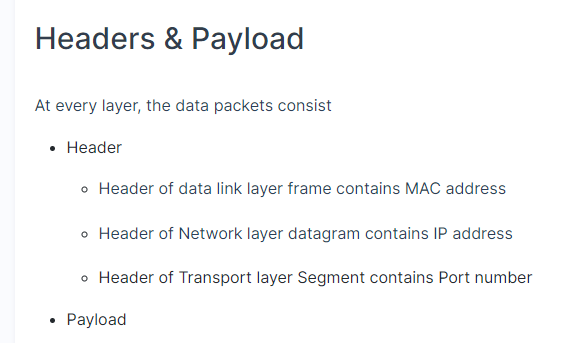 Headers & Payload
At every layer, the data packets consist
• Header
◦ Header of data link layer frame contains MAC address
◦ Header of Network layer datagram contains IP address
◦ Header of Transport layer Segment contains Port number
• Payload